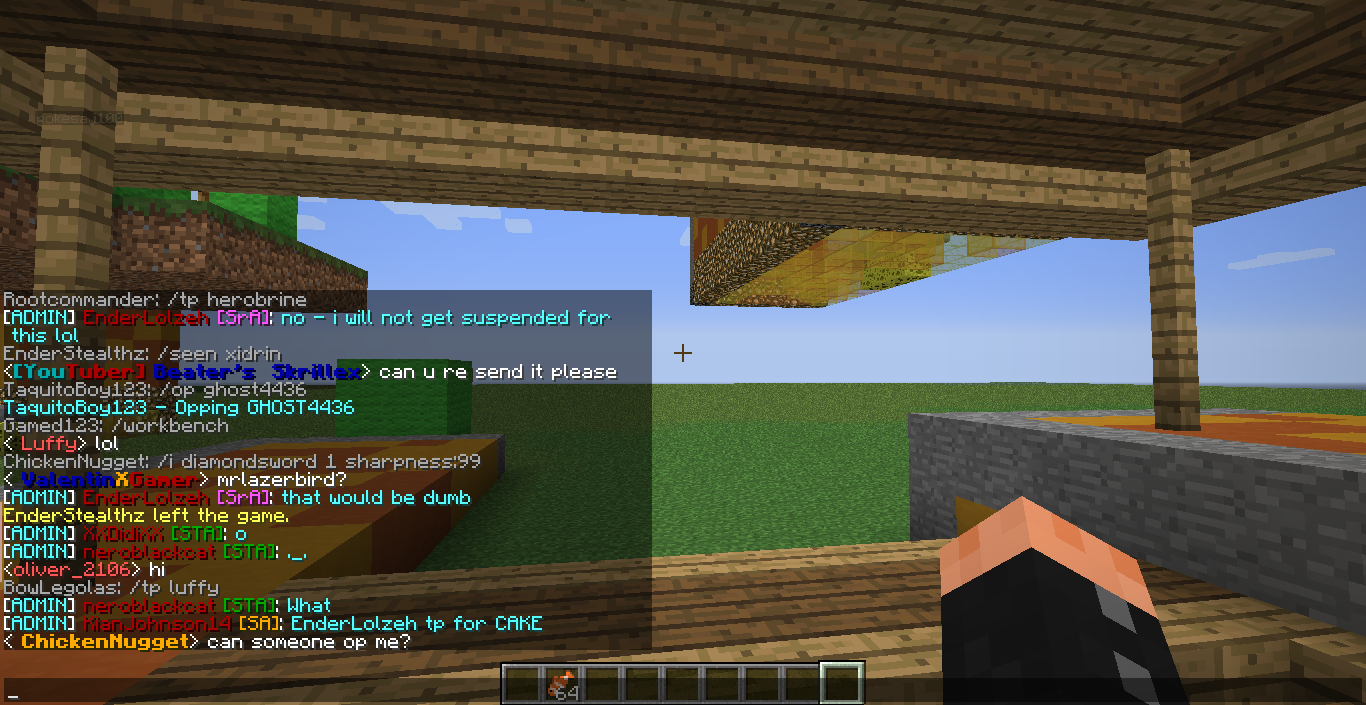 Rootcommander: /tp herobrine
[ADMIN] EnderLolzeh [SrA]: no - i will not get suspended for
this lol
EnderStealthz: /seen xidrin
<[YouTuber] Beater's Skrillex> can u re send it please
TaquitoBoy123: /op ghost4436
TaquitoBoy123 - Opping GHOST4436
Gamed123: /workbench
< Luffy> lol
ChickenNugget: /i diamondsword 1 sharpness:99
< ValentinXGamer> mrlazerbird?
[ADMIN] EnderLolzeh [SrA]: that would be dumb
EnderStealthz left the game.
[ADMIN] XXDidiXX [STA]: o
[ADMIN] neroblackcat [STA]: ._.
<oliver_2106> hi
BowLegolas: /tp luffy
[ADMIN] neroblackcat [STA]: What
[ADMIN] KianJohnson14 [SA]: EnderLolzeh tp for CAKE
< ChickenNugget> can someone op me?
64
_